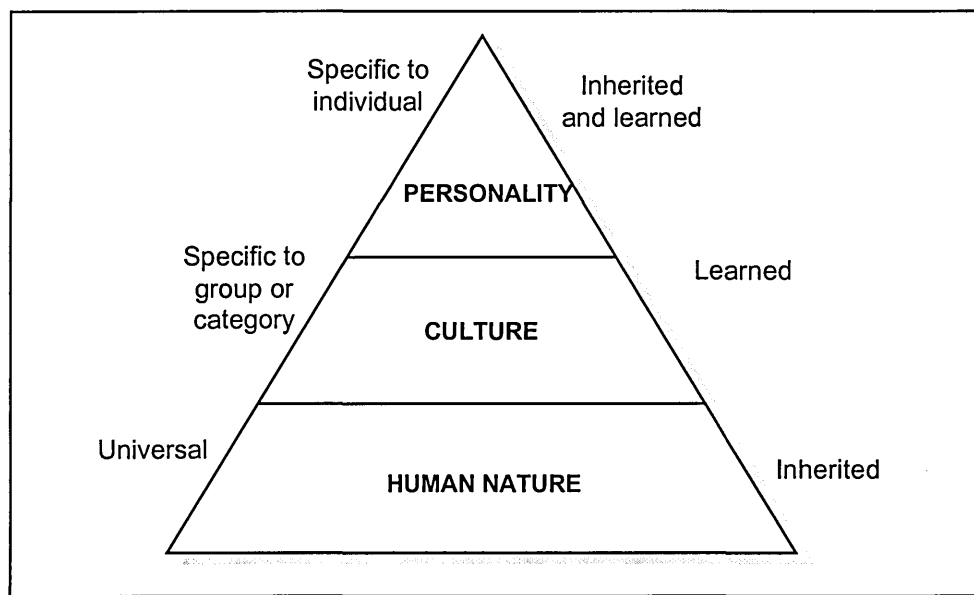 Specific to
individual
Inherited
and learned
PERSONALITY
Specific to
group or
category
Learned
CULTURE
Universal
HUMAN NATURE
Inherited